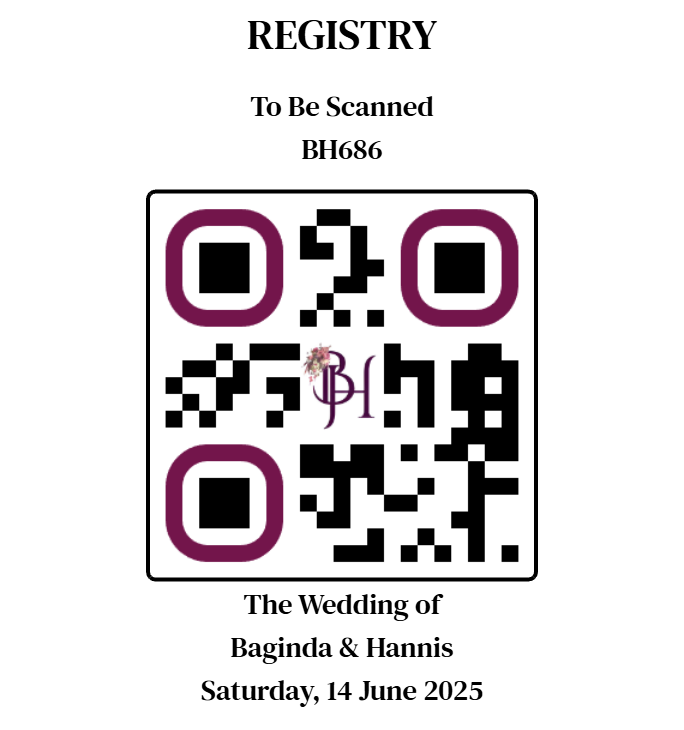 REGISTRY
To Be Scanned
BH686
BH
The Wedding of
Baginda & Hannis
Saturday, 14 June 2025